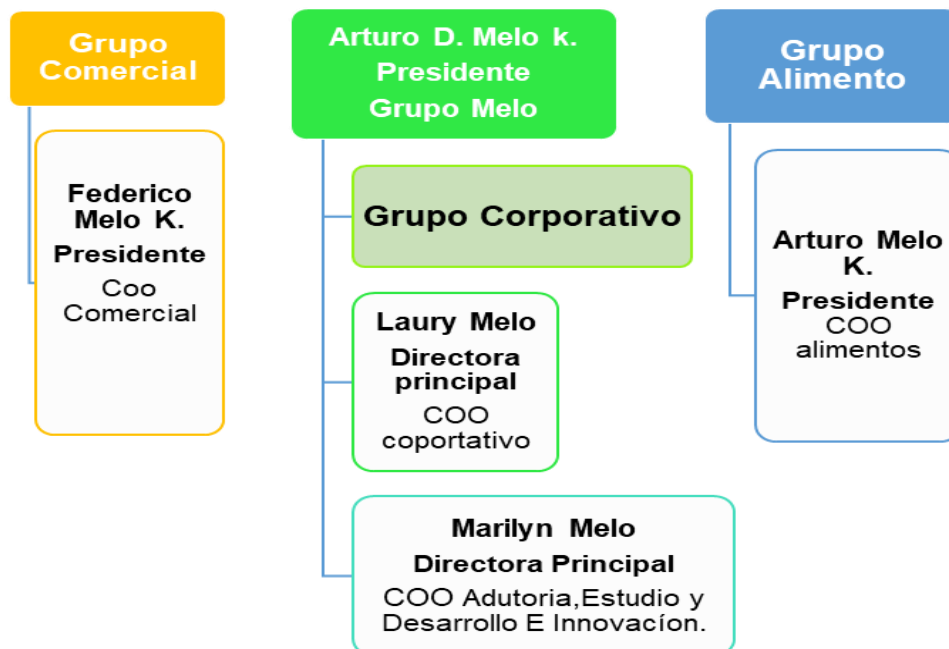 Grupo
Comercial
Federico
Melo K.
Presidente
Coo
Comercial
Arturo D. Melo k.
Presidente
Grupo Melo
Grupo Corporativo
Laury Melo
Directora
principal
COO
coportativo
Marilyn Melo
Directora Principal
COO Adutoria,Estudio y
Desarrollo E Innovacíon.
Grupo
Alimento
Arturo Melo
K.
Presidente
COO
alimentos